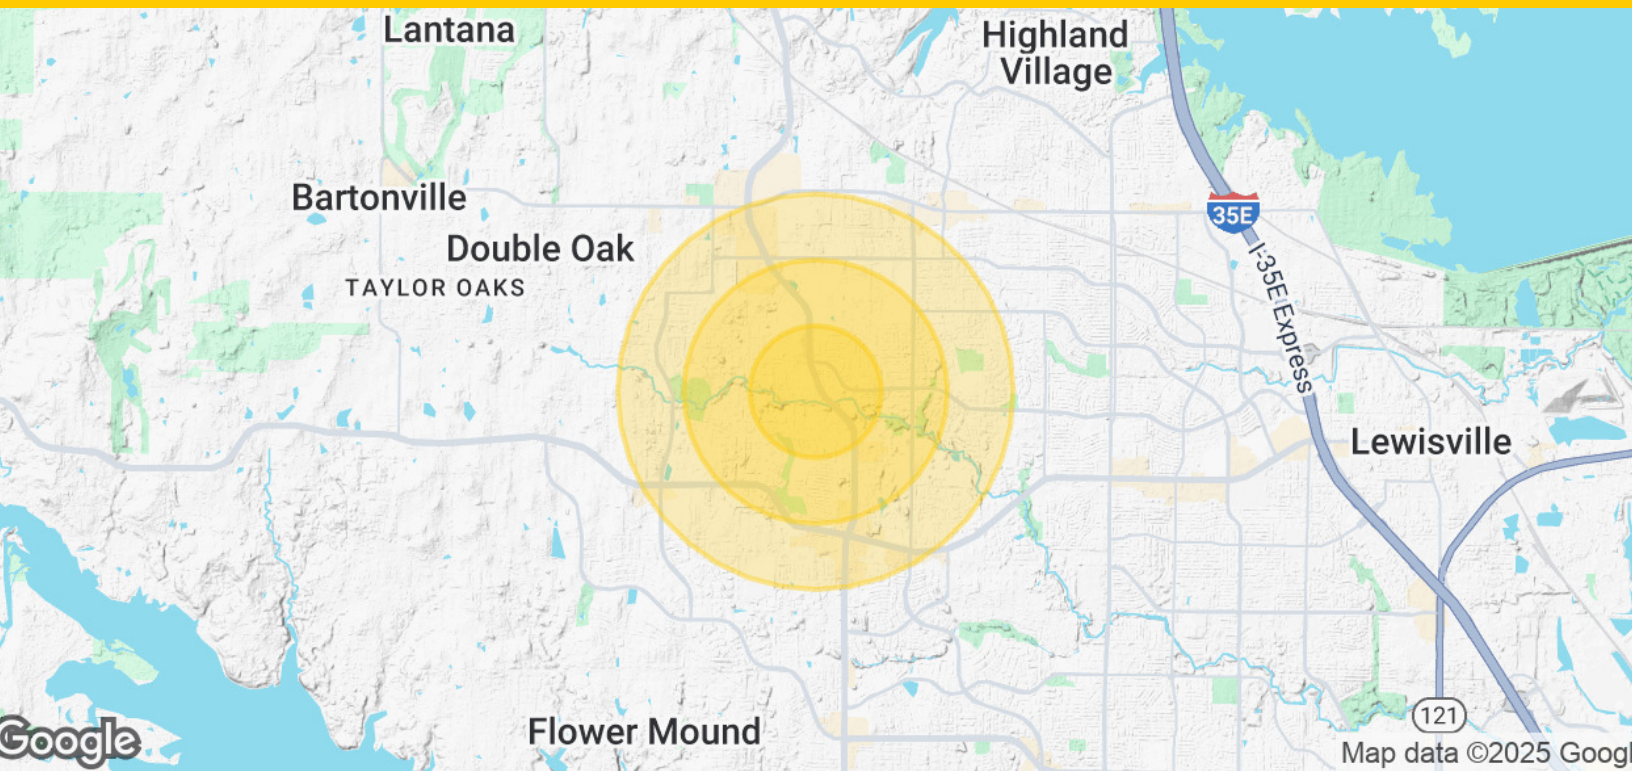 Lantana
Highland
Village
Bartonville
35E
Double Oak
TAYLOR OAKS
I-35E Express
Lewisville
121
Flower Mound
Google
Map data ©2025 Googl